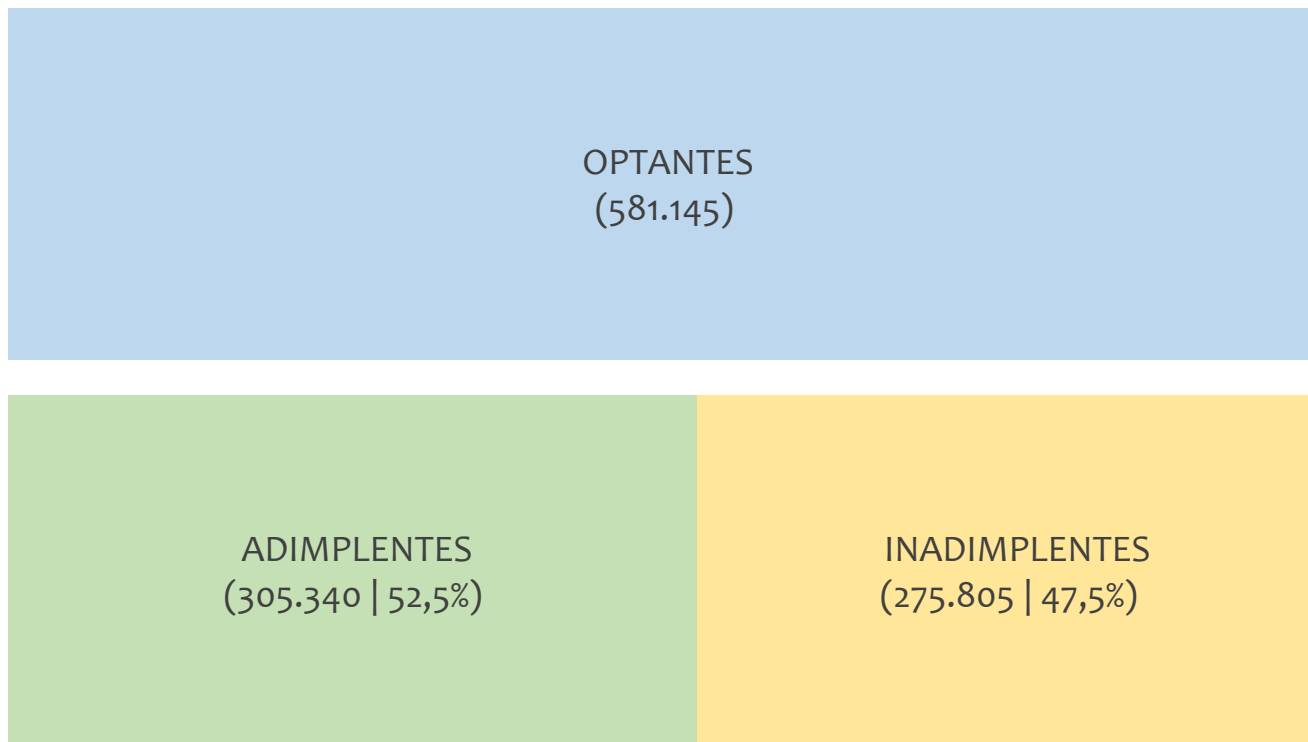 OPTANTES
(581.145)
ADIMPLENTES
(305.340 | 52,5%)
INADIMPLENTES
(275.805 | 47,5%)